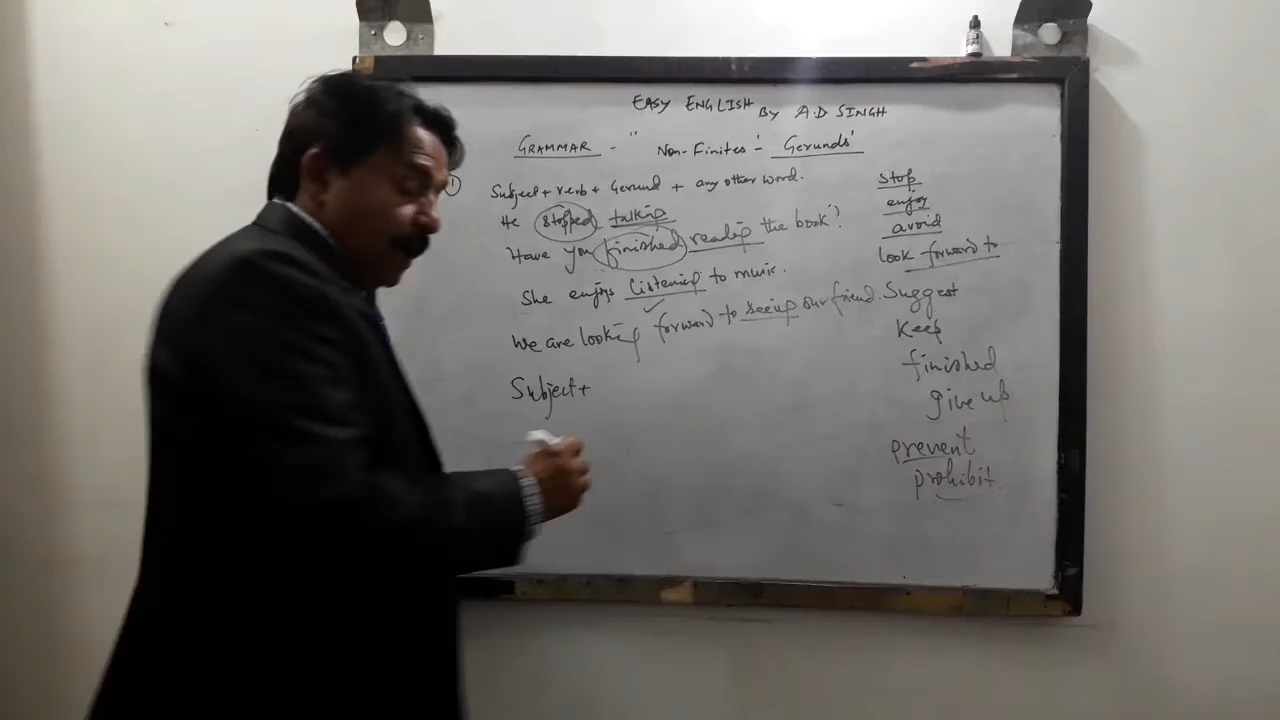 EASY ENGLISH BY A.D SINGH
GRAMMAR - " Non-Finites - 'Gerunds'
1 Subject + verb + Gerund + any other word.
He stopped talking
Have you finished reading the book?
She enjoys listening to music.
We are looking forward to seeing our friend.
Subject+
stop
enjoy
avoid
look forward to
Suggest
Keep
finished
give up
prevent
prohibit